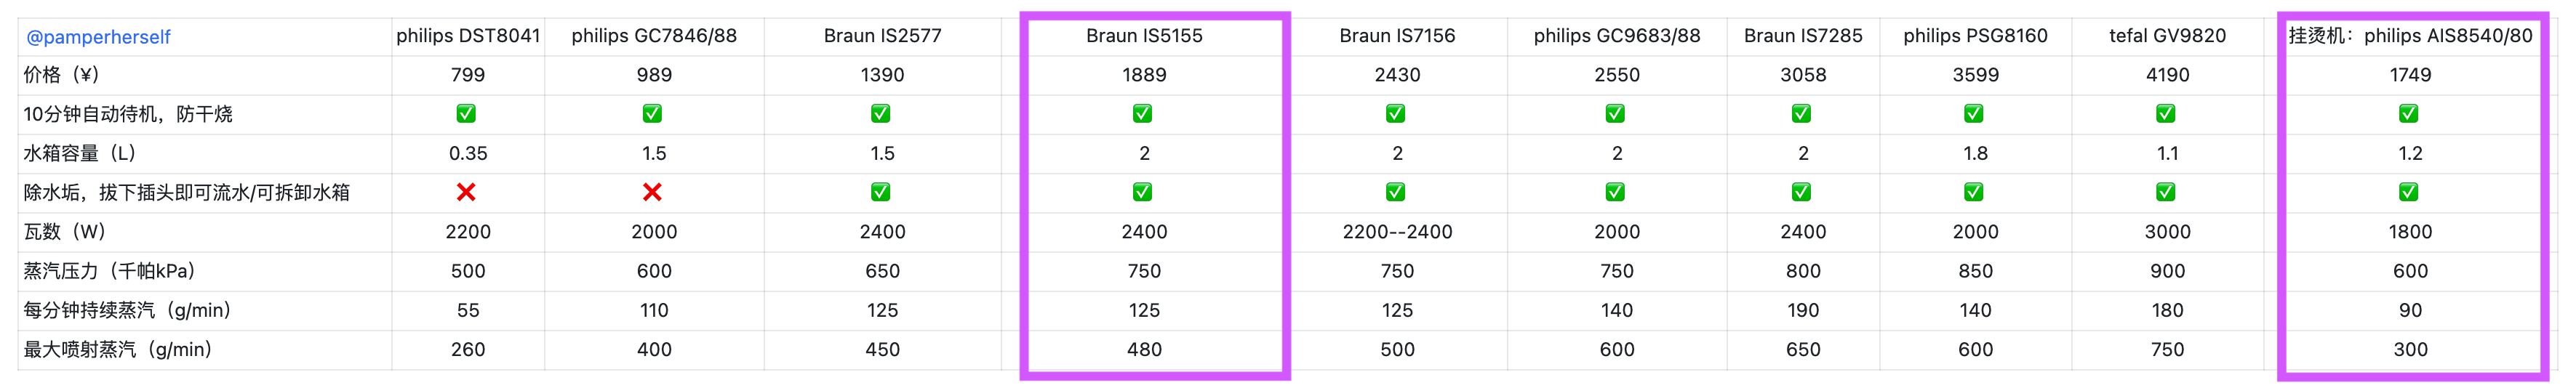 @pamperherself philips DST8041 philips GC7846/88 Braun IS2577 Braun IS5155 Braun IS7156 philips GC9683/88 Braun IS7285 philips PSG8160 tefal GV9820 挂烫机：philips AIS8540/80
价格（¥） 799 989 1390 1889 2430 2550 3058 3599 4190 1749
10分钟自动待机，防干烧 ✅ ✅ ✅ ✅ ✅ ✅ ✅ ✅ ✅ ✅
水箱容量（L） 0.35 1.5 1.5 2 2 2 2 1.8 1.1 1.2
除水垢，拔下插头即可流水/可拆卸水箱 ❌ ❌ ✅ ✅ ✅ ✅ ✅ ✅ ✅ ✅
瓦数（W） 2200 2000 2400 2400 2200--2400 2000 2400 2000 3000 1800
蒸汽压力（千帕kPa） 500 600 650 750 750 750 800 850 900 600
每分钟持续蒸汽（g/min） 55 110 125 125 125 140 190 140 180 90
最大喷射蒸汽（g/min） 260 400 450 480 500 600 650 600 750 300